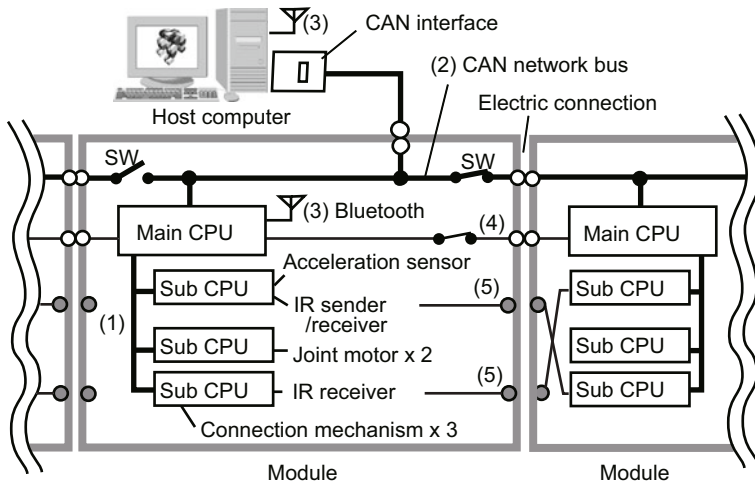 (3)
CAN interface
(2) CAN network bus
Host computer
Electric connection
SW
SW
(3) Bluetooth
Main CPU
(4)
Main CPU
Acceleration sensor
Sub CPU
IR sender
/receiver
(5)
Sub CPU
(1)
Sub CPU
Joint motor x 2
Sub CPU
Sub CPU
IR receiver
(5)
Sub CPU
Connection mechanism x 3
Module
Module